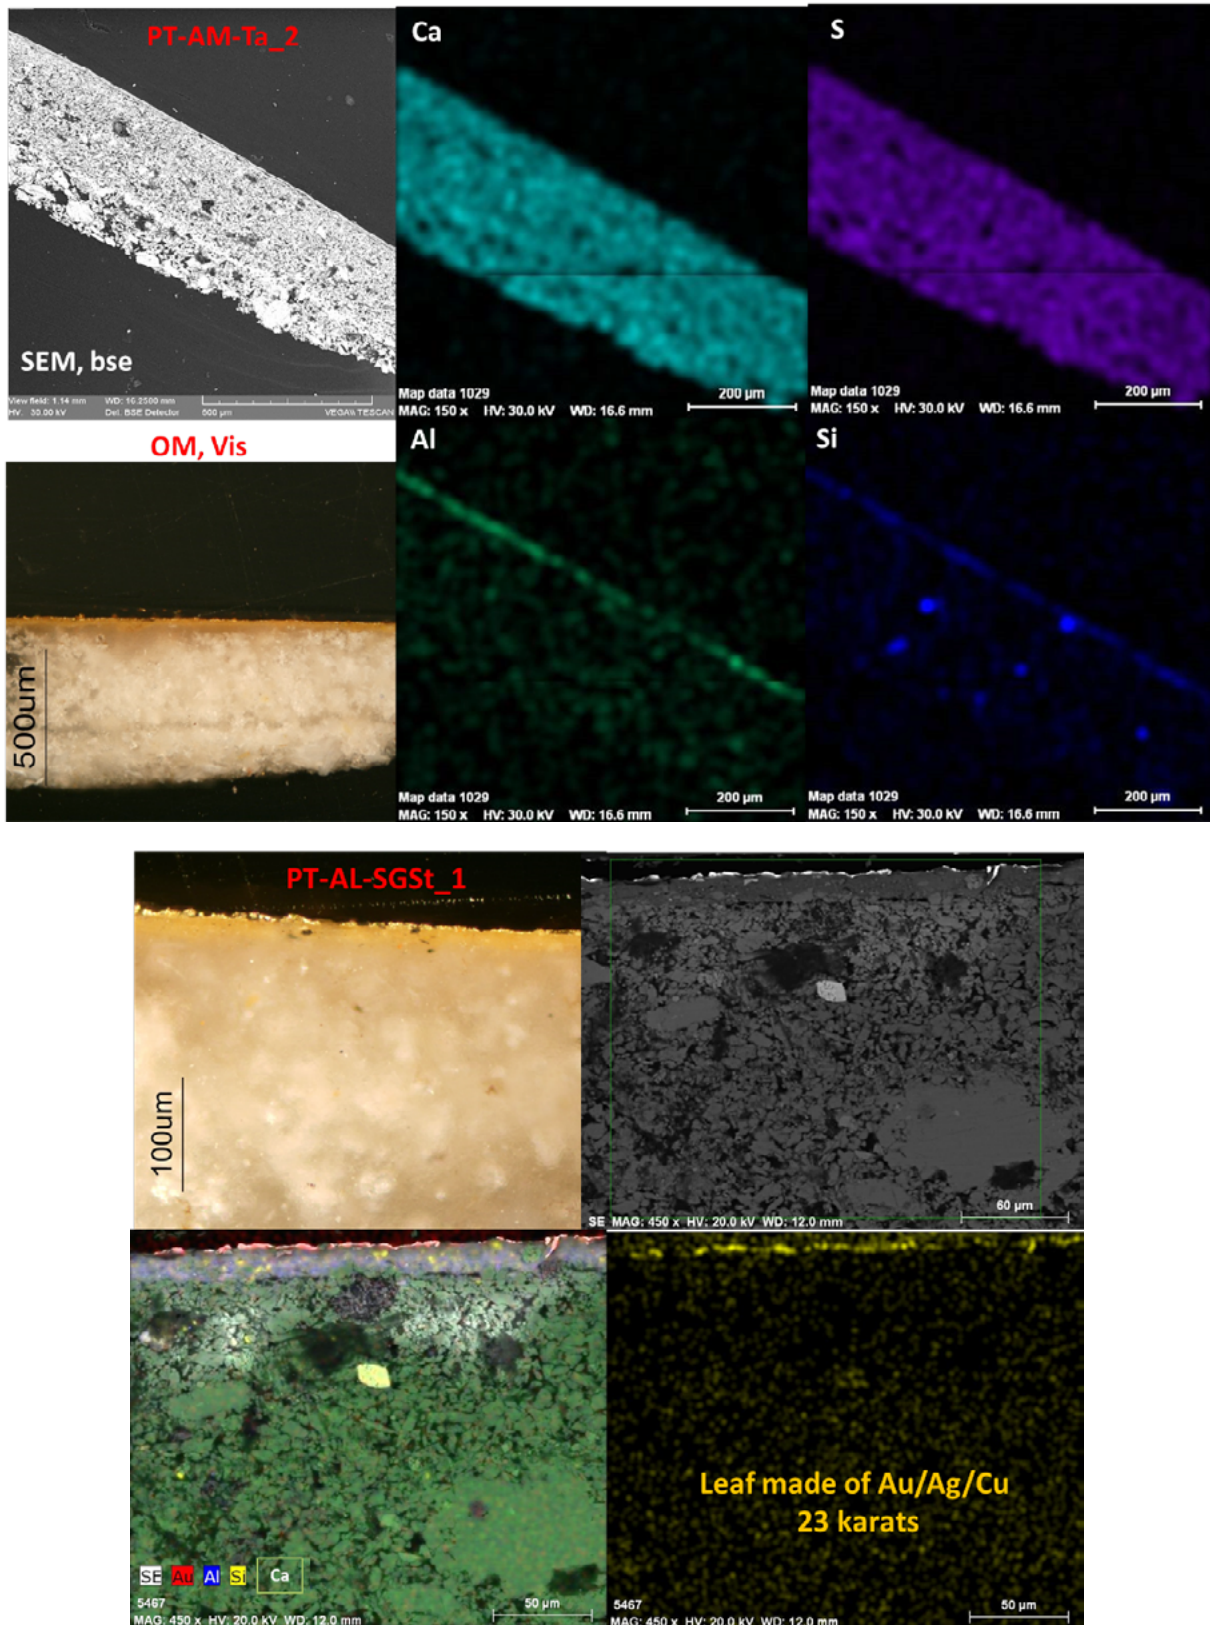 PT-AM-Ta_2
SEM, bse
View field: 1.14 mm WD: 16.2500 mm
HV: 30.00 kV Det: BSE Detector 500 µm VEGA\\ TESCAN
Ca
Map data 1029
MAG: 150 x HV: 30.0 kV WD: 16.6 mm 200 µm
S
Map data 1029
MAG: 150 x HV: 30.0 kV WD: 16.6 mm 200 µm
OM, Vis
500um
Al
Map data 1029
MAG: 150 x HV: 30.0 kV WD: 16.6 mm 200 µm
Si
Map data 1029
MAG: 150 x HV: 30.0 kV WD: 16.6 mm 200 µm
PT-AL-SGSt_1
100um
60 µm
SE MAG: 450 x HV: 20.0 kV WD: 12.0 mm
SE Au Al Si Ca
5467
MAG: 450 x HV: 20.0 kV WD: 12.0 mm 50 µm
Leaf made of Au/Ag/Cu
23 karats
5467
MAG: 450 x HV: 20.0 kV WD: 12.0 mm 50 µm